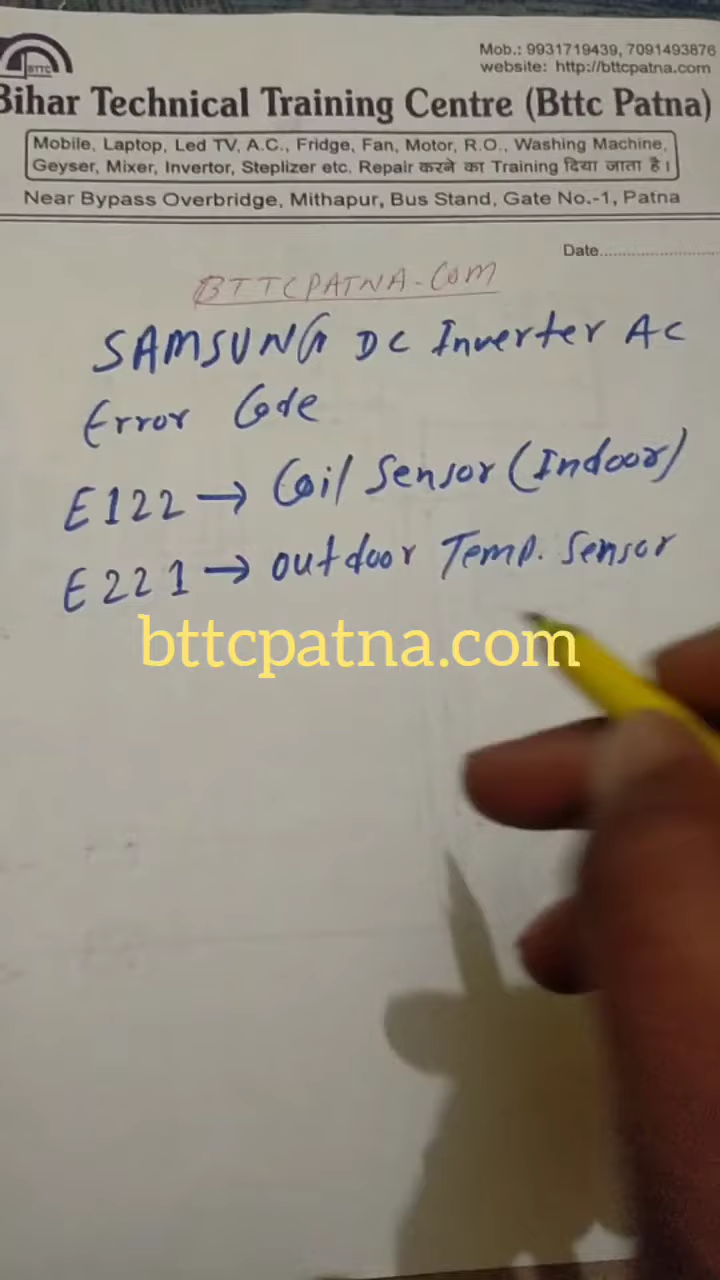 BTTC
Mob.: 9931719439, 7091493876
website: http://bttcpatna.com
Bihar Technical Training Centre (Bttc Patna)
Mobile, Laptop, Led TV, A.C., Fridge, Fan, Motor, R.O., Washing Machine,
Geyser, Mixer, Invertor, Steplizer etc. Repair करने का Training दिया जाता है।
Near Bypass Overbridge, Mithapur, Bus Stand, Gate No.-1, Patna
Date....................
BTTCPATNA.COM
SAMSUNG DC Inverter AC
Error Code
E122 → Coil Sensor (Indoor)
E221 → outdoor Temp. Sensor
bttcpatna.com